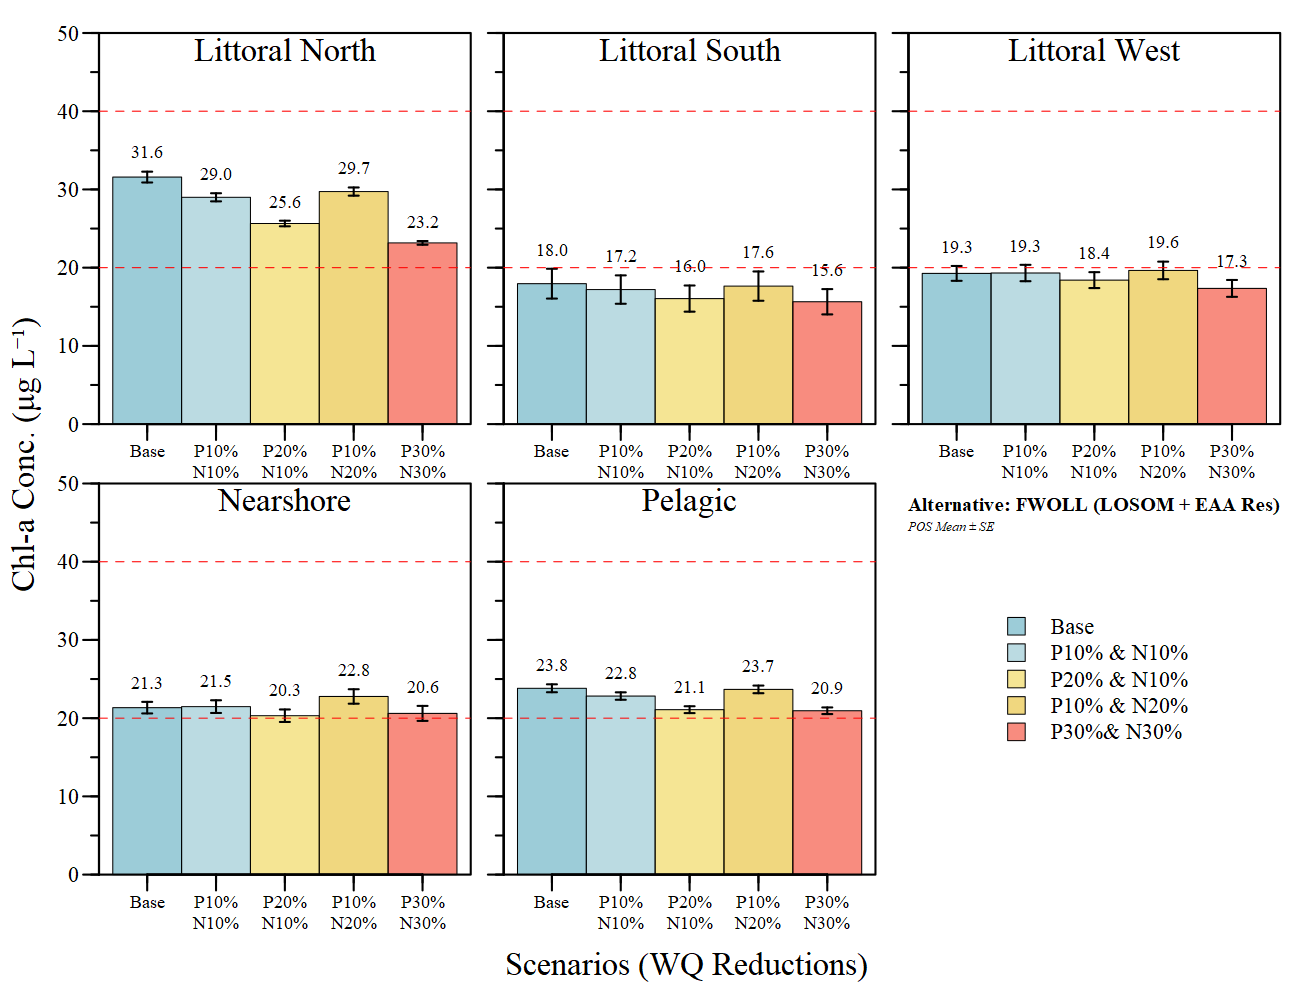 Chl-a Conc. (µg L⁻¹)
Littoral North
50
40
30
20
10
0
31.6
29.0
25.6
29.7
23.2
Base
P10%
N10%
P20%
N10%
P10%
N20%
P30%
N30%
Littoral South
18.0
17.2
16.0
17.6
15.6
Base
P10%
N10%
P20%
N10%
P10%
N20%
P30%
N30%
Littoral West
19.3
19.3
18.4
19.6
17.3
Base
P10%
N10%
P20%
N10%
P10%
N20%
P30%
N30%
Nearshore
50
40
30
20
10
0
21.3
21.5
20.3
22.8
20.6
Base
P10%
N10%
P20%
N10%
P10%
N20%
P30%
N30%
Pelagic
23.8
22.8
21.1
23.7
20.9
Base
P10%
N10%
P20%
N10%
P10%
N20%
P30%
N30%
Alternative: FWOLL (LOSOM + EAA Res)
POS Mean ± SE
Base
P10% & N10%
P20% & N10%
P10% & N20%
P30%& N30%
Scenarios (WQ Reductions)